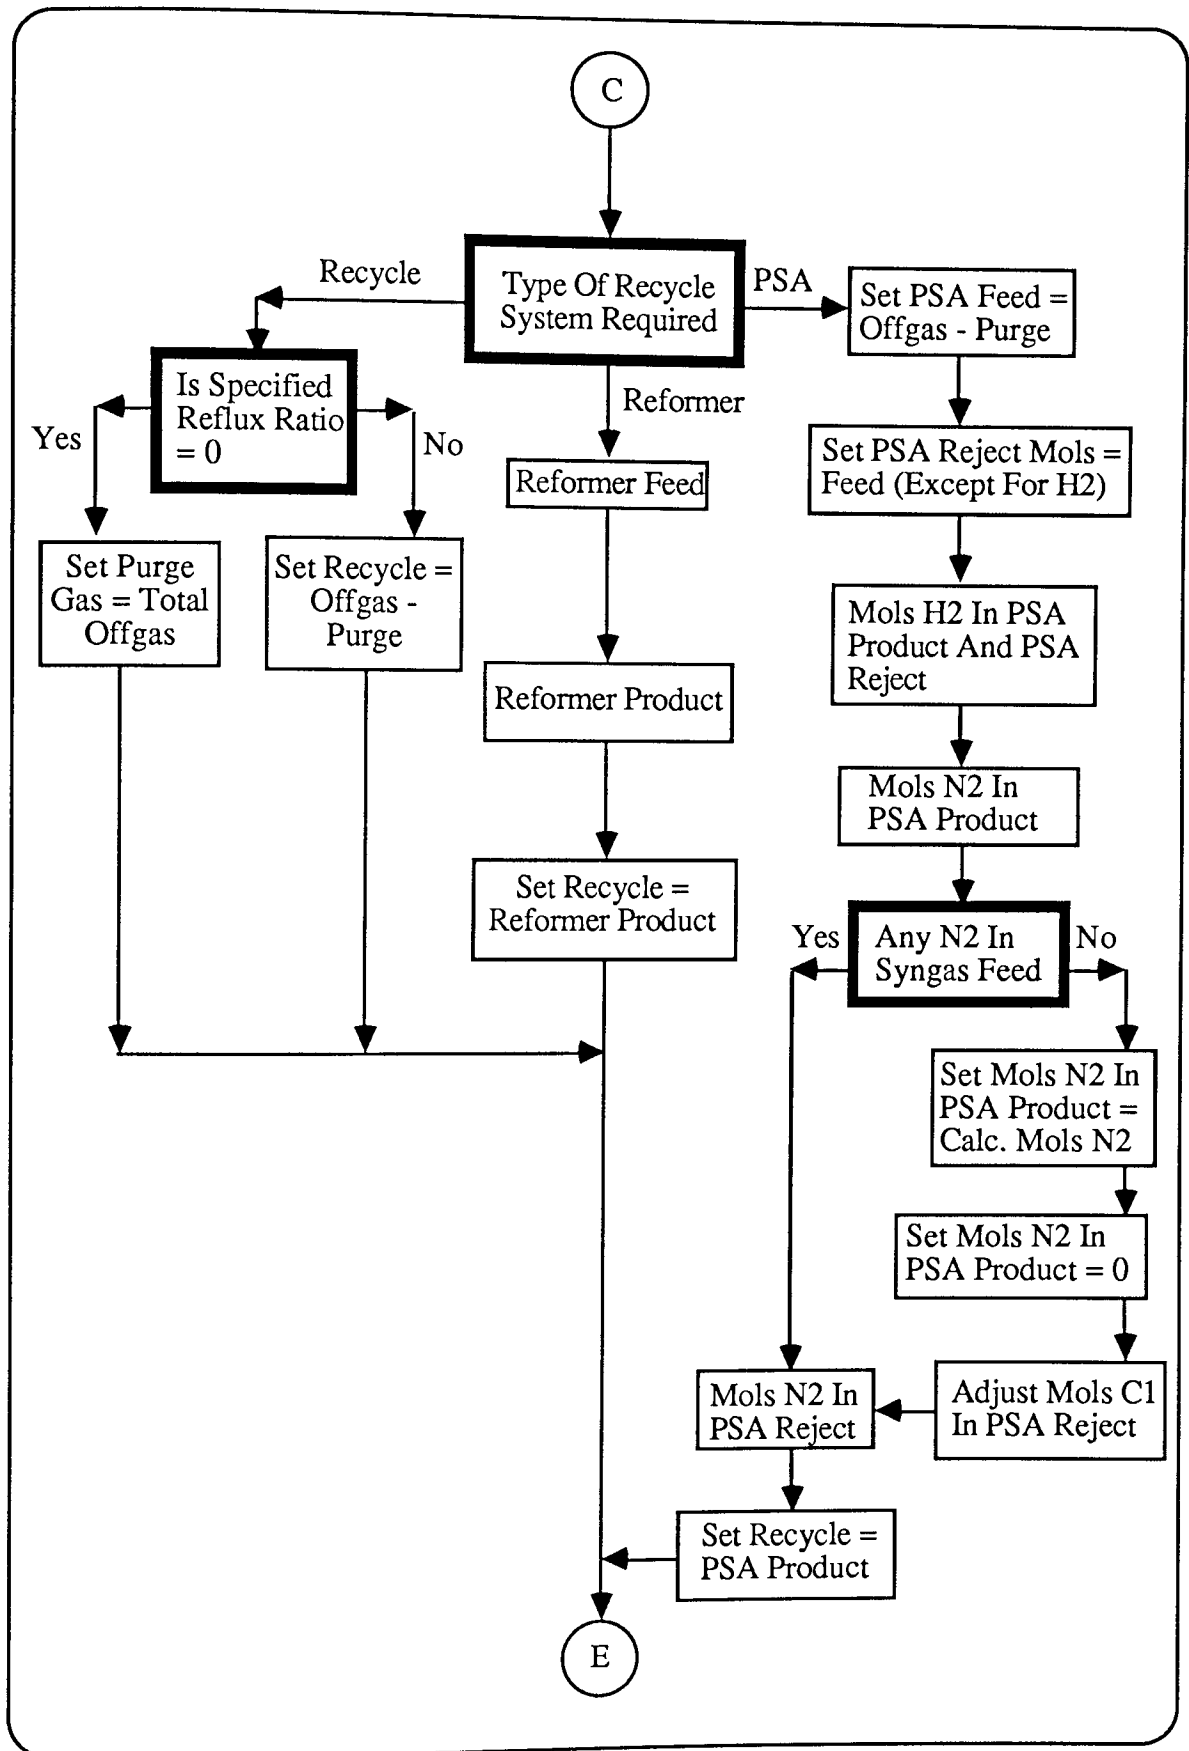 C
Type Of Recycle
System Required
Recycle
PSA
Reformer
Is Specified
Reflux Ratio
= 0
Yes
No
Set Purge
Gas = Total
Offgas
Set Recycle =
Offgas -
Purge
Reformer Feed
Reformer Product
Set Recycle =
Reformer Product
Set PSA Feed =
Offgas - Purge
Set PSA Reject Mols =
Feed (Except For H2)
Mols H2 In PSA
Product And PSA
Reject
Mols N2 In
PSA Product
Any N2 In
Syngas Feed
Yes
No
Set Mols N2 In
PSA Product =
Calc. Mols N2
Set Mols N2 In
PSA Product = 0
Adjust Mols C1
In PSA Reject
Mols N2 In
PSA Reject
Set Recycle =
PSA Product
E